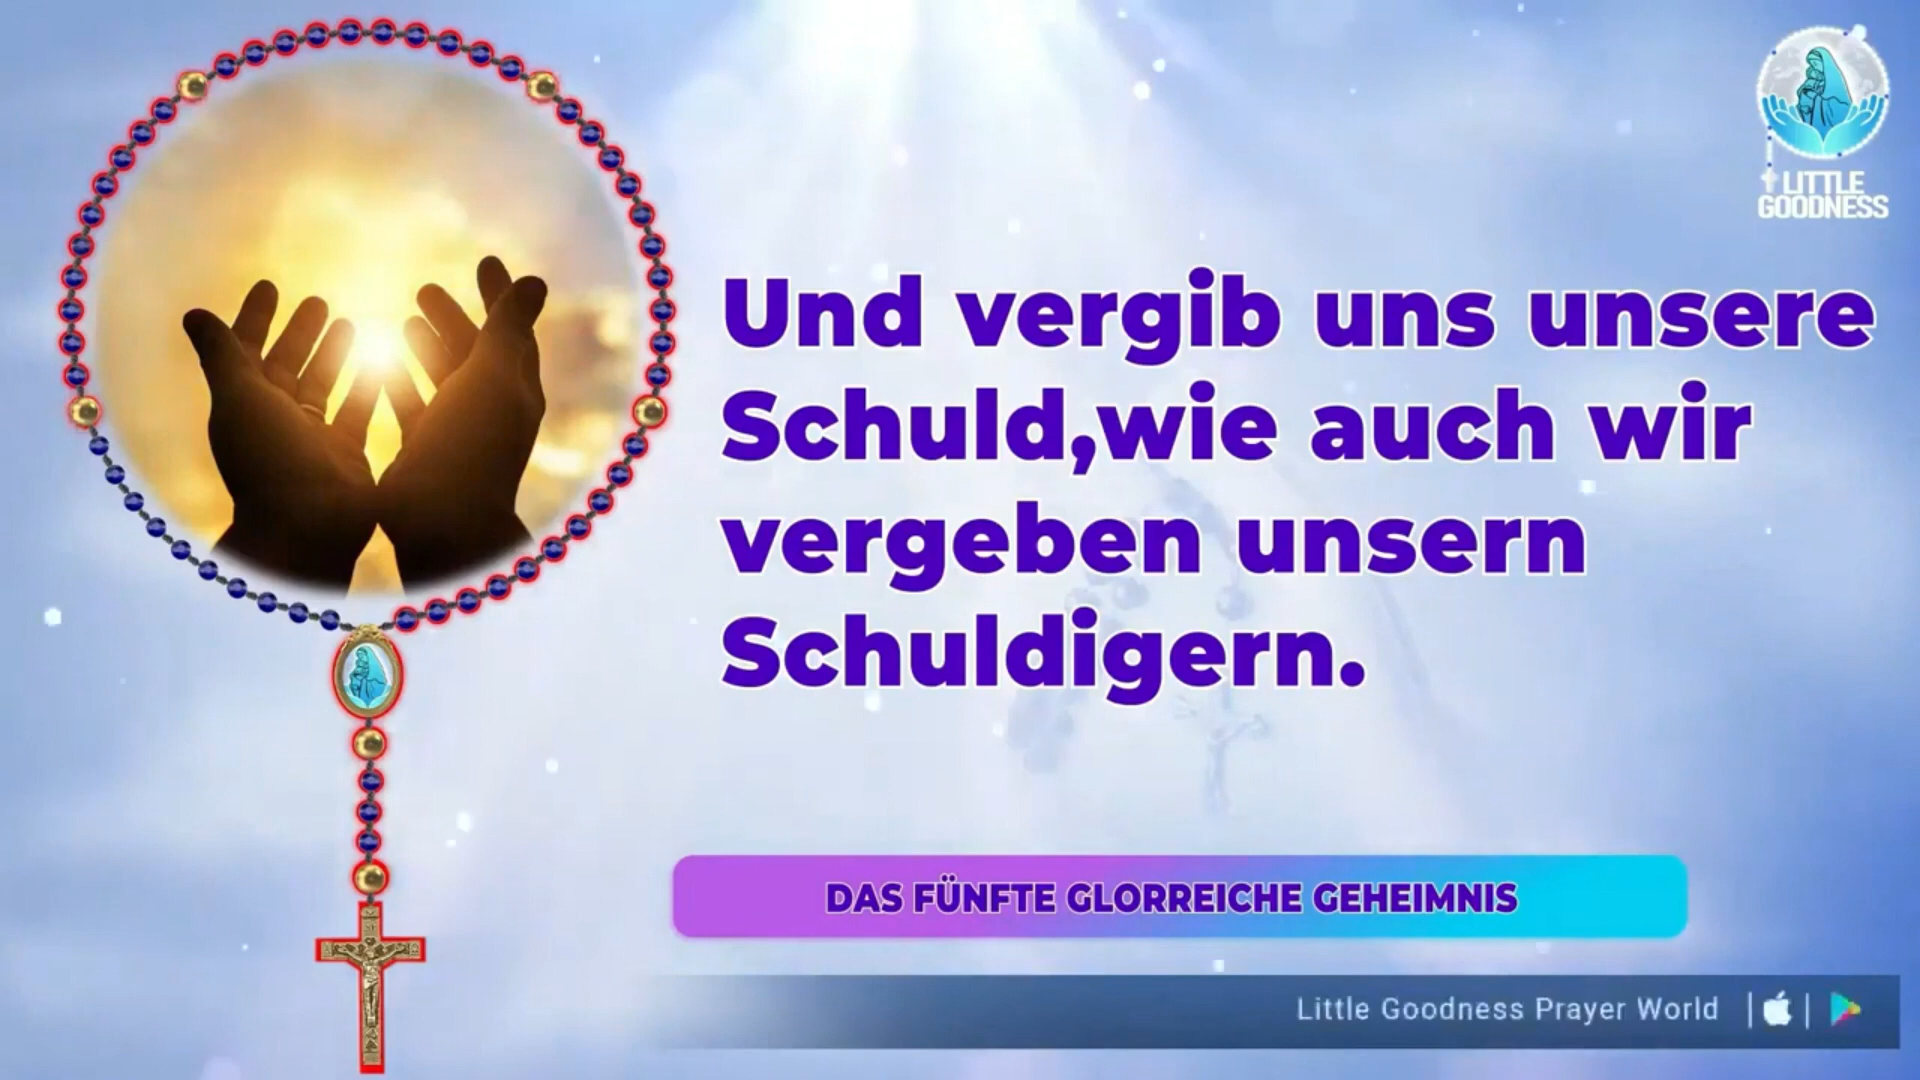 LITTLE
GOODNESS
Und vergib uns unsere
Schuld,wie auch wir
vergeben unsern
Schuldigern.
DAS FÜNFTE GLORREICHE GEHEIMNIS
Little Goodness Prayer World